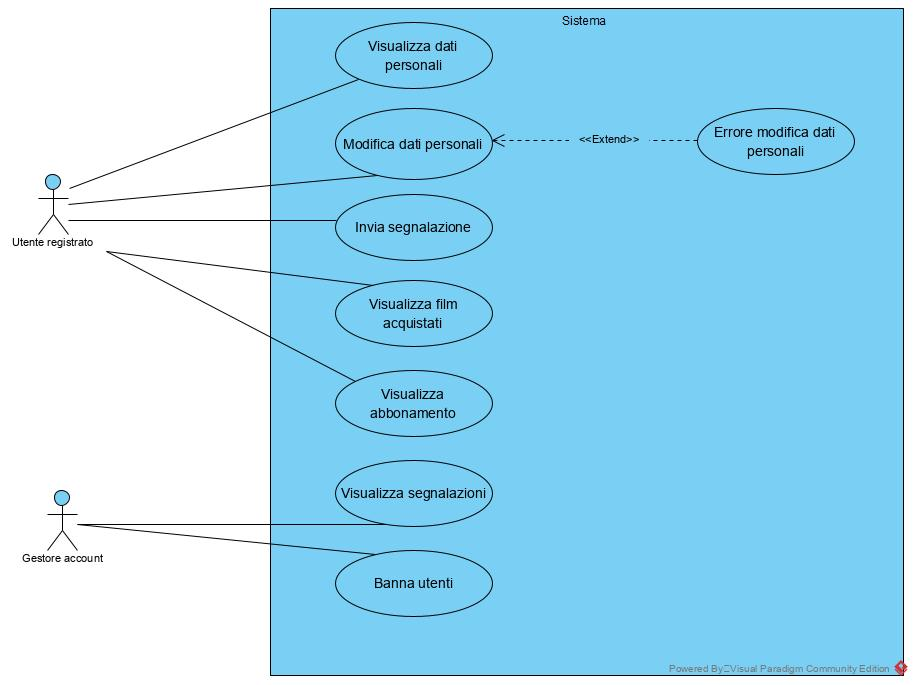 Sistema
Visualizza dati
personali
Modifica dati personali
<<Extend>>
Errore modifica dati
personali
Utente registrato
Invia segnalazione
Visualizza film
acquistati
Visualizza
abbonamento
Visualizza segnalazioni
Gestore account
Banna utenti
Powered By Visual Paradigm Community Edition